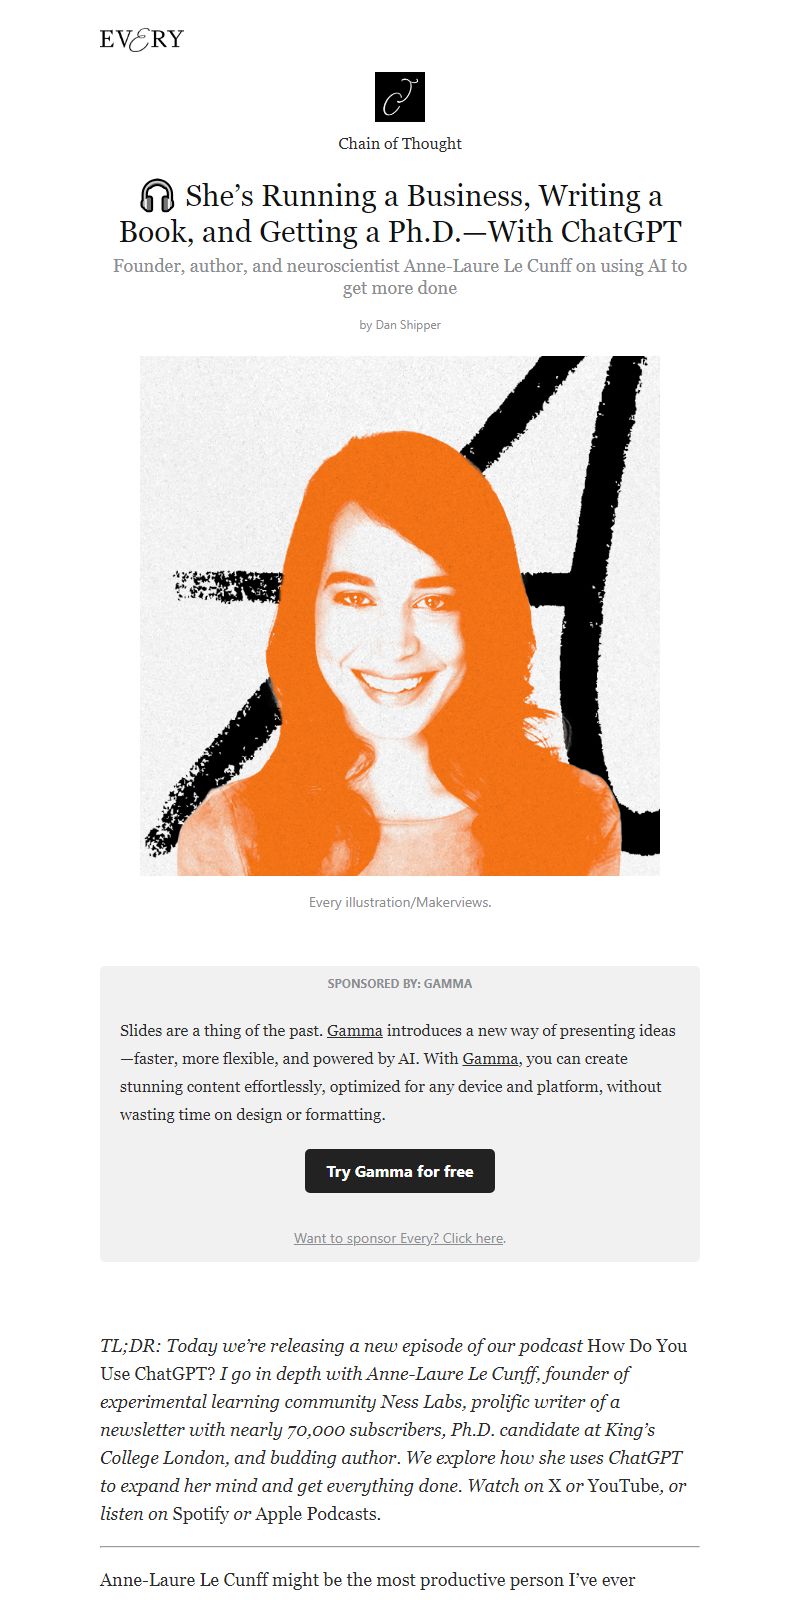 EVERY
Chain of Thought
🎧 She’s Running a Business, Writing a
Book, and Getting a Ph.D.—With ChatGPT
Founder, author, and neuroscientist Anne-Laure Le Cunff on using AI to
get more done
by Dan Shipper
Every illustration/Makerviews.
SPONSORED BY: GAMMA
Slides are a thing of the past. Gamma introduces a new way of presenting ideas
—faster, more flexible, and powered by AI. With Gamma, you can create
stunning content effortlessly, optimized for any device and platform, without
wasting time on design or formatting.
Try Gamma for free
Want to sponsor Every? Click here.
TL;DR: Today we’re releasing a new episode of our podcast How Do You
Use ChatGPT? I go in depth with Anne-Laure Le Cunff, founder of
experimental learning community Ness Labs, prolific writer of a
newsletter with nearly 70,000 subscribers, Ph.D. candidate at King’s
College London, and budding author. We explore how she uses ChatGPT
to expand her mind and get everything done. Watch on X or YouTube, or
listen on Spotify or Apple Podcasts.
Anne-Laure Le Cunff might be the most productive person I’ve ever